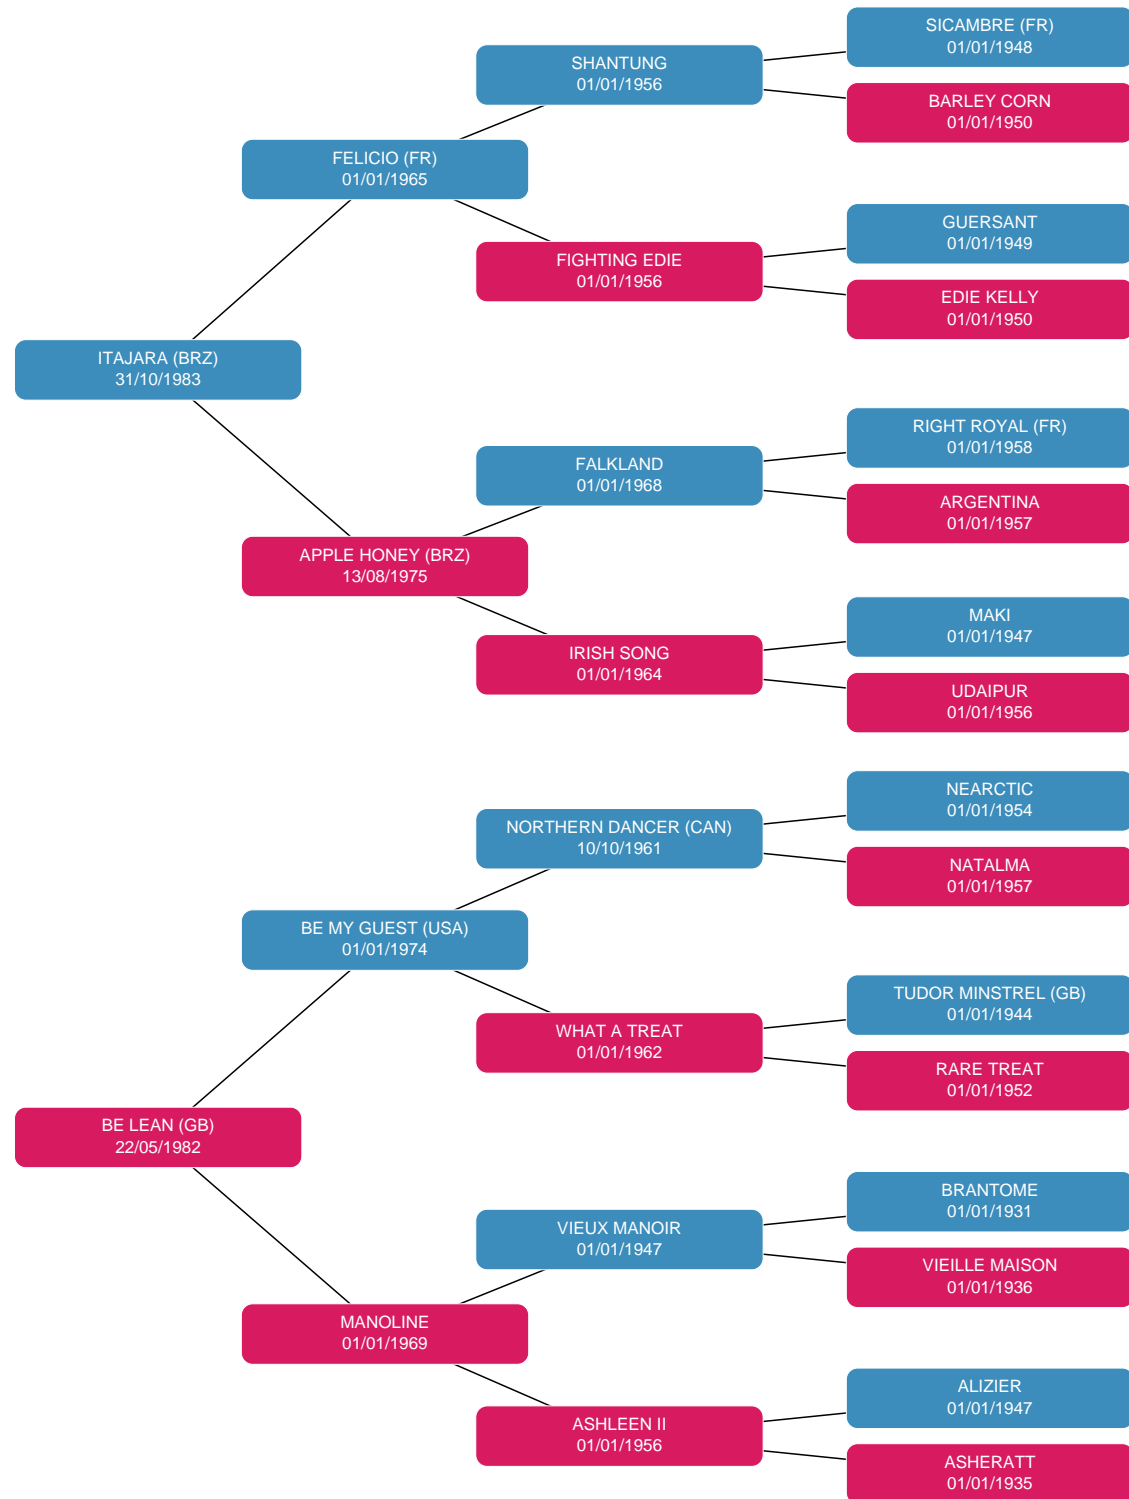 SICAMBRE (FR)
01/01/1948
SHANTUNG
01/01/1956
BARLEY CORN
01/01/1950
FELICIO (FR)
01/01/1965
GUERSANT
01/01/1949
FIGHTING EDIE
01/01/1956
EDIE KELLY
01/01/1950
ITAJARA (BRZ)
31/10/1983
RIGHT ROYAL (FR)
01/01/1958
FALKLAND
01/01/1968
ARGENTINA
01/01/1957
APPLE HONEY (BRZ)
13/08/1975
MAKI
01/01/1947
IRISH SONG
01/01/1964
UDAIPUR
01/01/1956
NEARCTIC
01/01/1954
NORTHERN DANCER (CAN)
10/10/1961
NATALMA
01/01/1957
BE MY GUEST (USA)
01/01/1974
TUDOR MINSTREL (GB)
01/01/1944
WHAT A TREAT
01/01/1962
RARE TREAT
01/01/1952
BE LEAN (GB)
22/05/1982
BRANTOME
01/01/1931
VIEUX MANOIR
01/01/1947
VIEILLE MAISON
01/01/1936
MANOLINE
01/01/1969
ALIZIER
01/01/1947
ASHLEEN II
01/01/1956
ASHERATT
01/01/1935